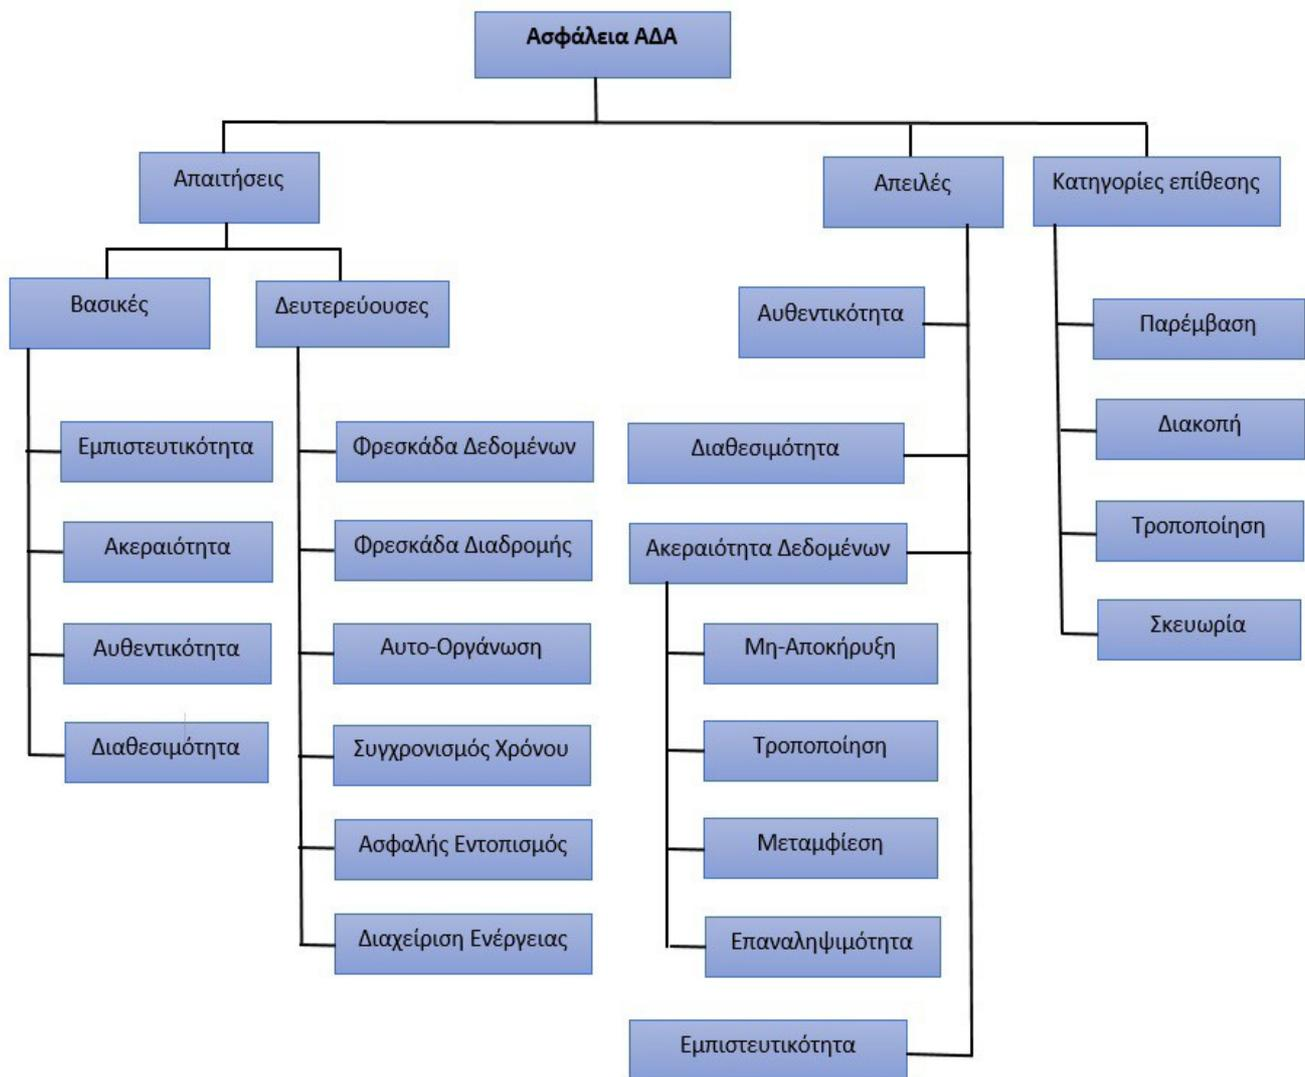 Ασφάλεια ΑΔΑ
Απαιτήσεις
Απειλές
Κατηγορίες επίθεσης
Βασικές
Δευτερεύουσες
Εμπιστευτικότητα
Ακεραιότητα
Αυθεντικότητα
Διαθεσιμότητα
Φρεσκάδα Δεδομένων
Φρεσκάδα Διαδρομής
Αυτο-Οργάνωση
Συγχρονισμός Χρόνου
Ασφαλής Εντοπισμός
Διαχείριση Ενέργειας
Αυθεντικότητα
Διαθεσιμότητα
Ακεραιότητα Δεδομένων
Μη-Αποκήρυξη
Τροποποίηση
Μεταμφίεση
Επαναληψιμότητα
Εμπιστευτικότητα
Παρέμβαση
Διακοπή
Τροποποίηση
Σκευωρία